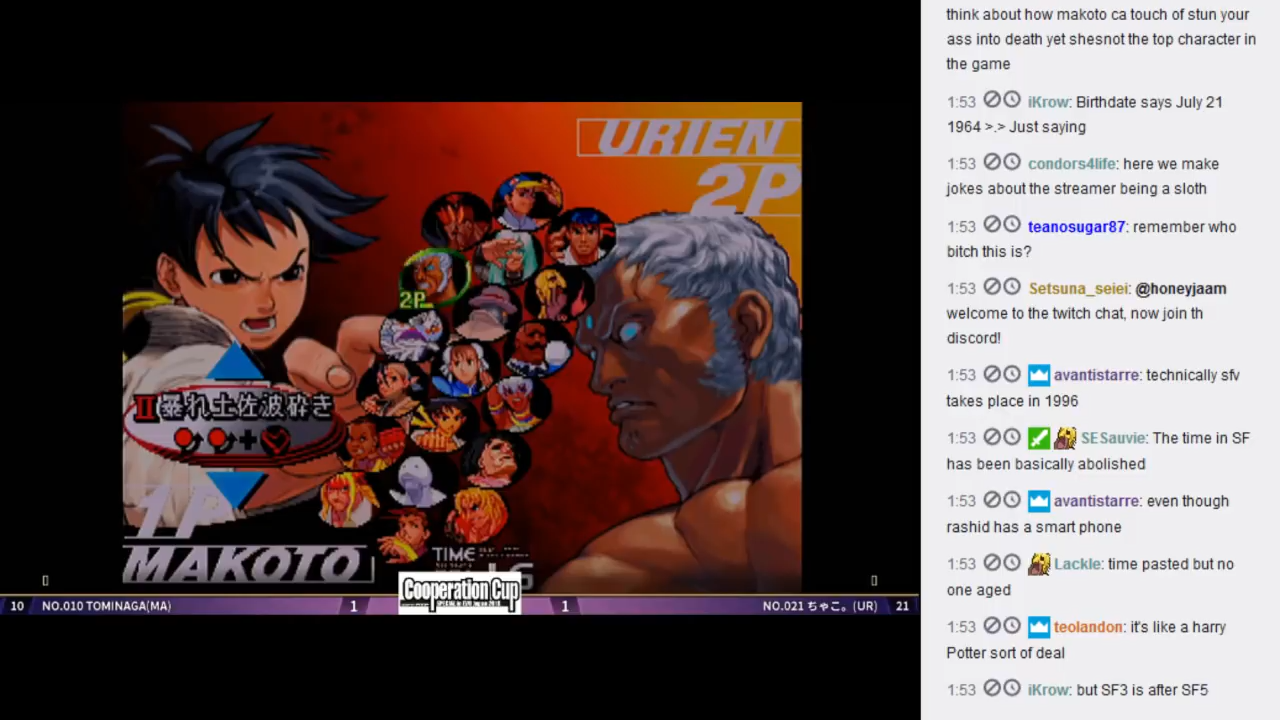 URIEN
2P
2P
II暴れ土佐波砕き
1P
MAKOTO
TIME
Cooperation Cup
10 NO.010 TOMINAGA(MA) 1 1 NO.021 ちゃこ。(UR) 21
think about how makoto ca touch of stun your
ass into death yet shesnot the top character in
the game
1:53 iKrow: Birthdate says July 21
1964 >.> Just saying
1:53 condors4life: here we make
jokes about the streamer being a sloth
1:53 teanosugar87: remember who
bitch this is?
1:53 Setsuna_seiei: @honeyjaam
welcome to the twitch chat, now join th
discord!
1:53 avantistarre: technically sfv
takes place in 1996
1:53 SESauvie: The time in SF
has been basically abolished
1:53 avantistarre: even though
rashid has a smart phone
1:53 Lackle: time pasted but no
one aged
1:53 teolandon: it's like a harry
Potter sort of deal
1:53 iKrow: but SF3 is after SF5